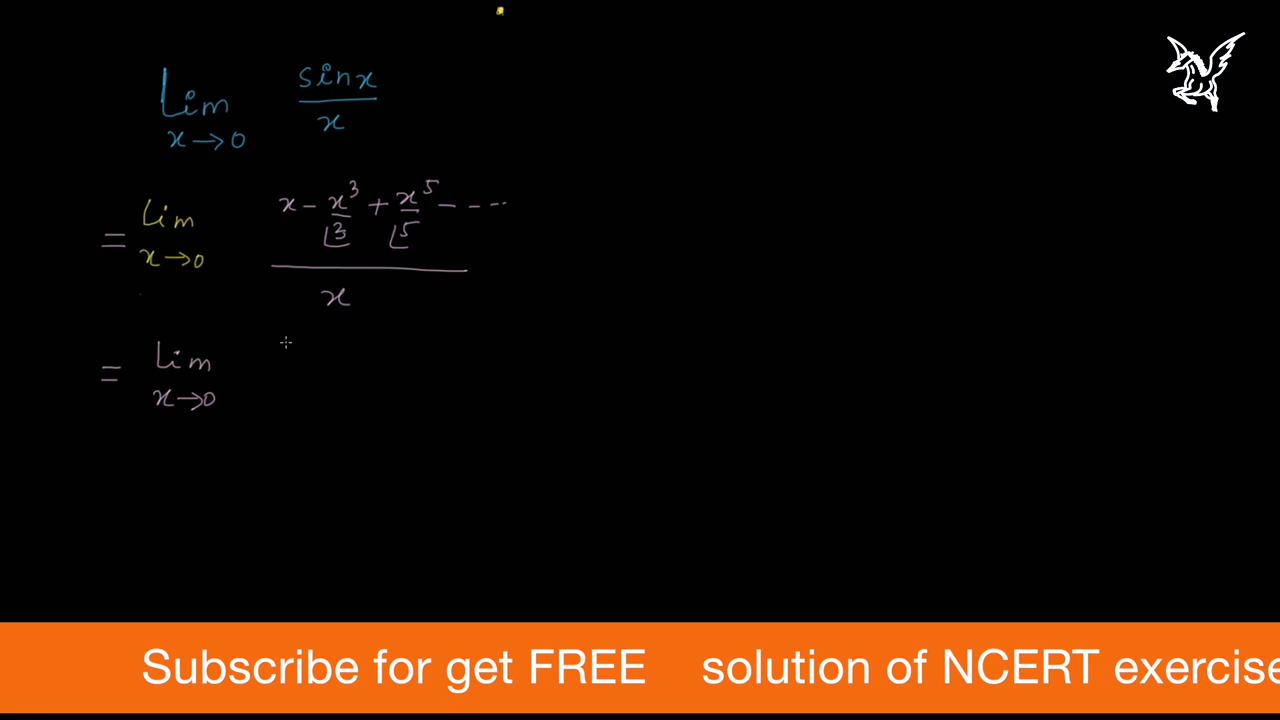 Lim x→0 sinx/x
= lim x→0 (x - x³/⌊3 + x⁵/⌊5 - - --)/x
= lim x→0
Subscribe for get FREE solution of NCERT exercise